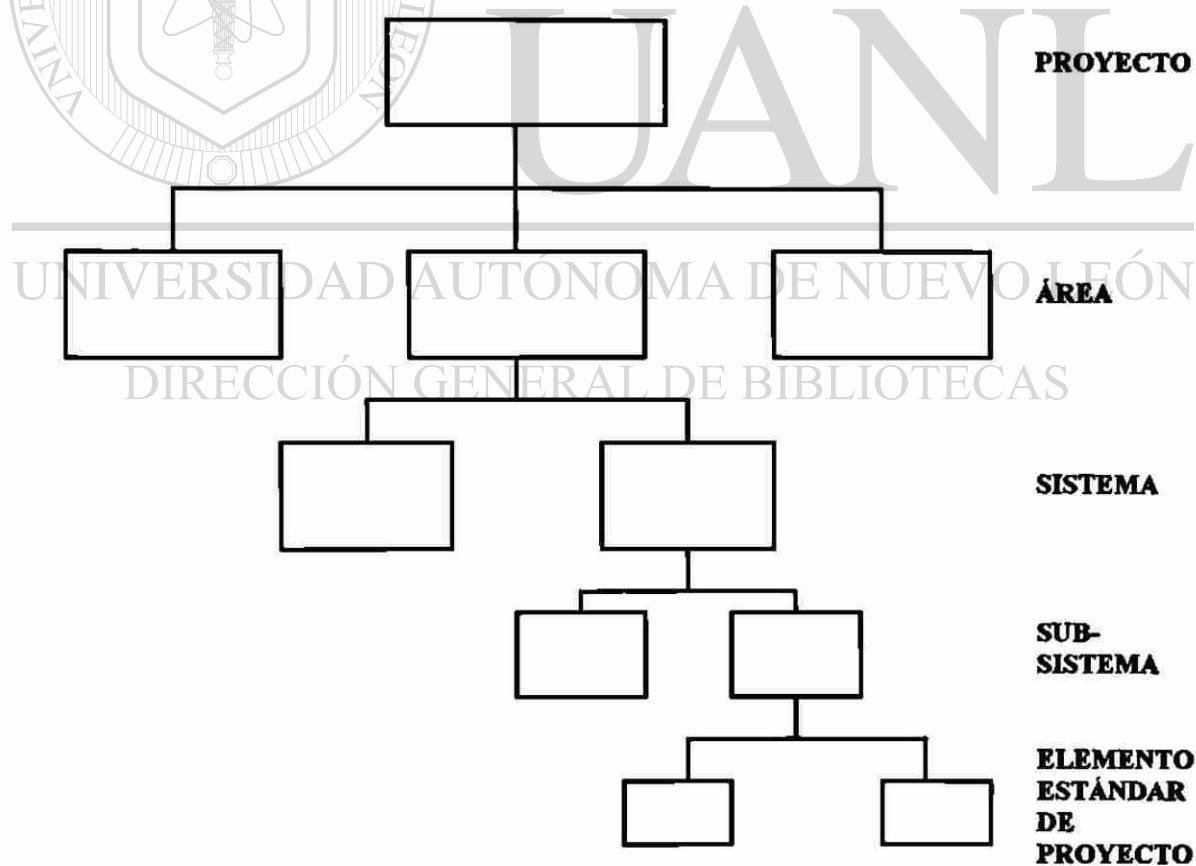 PROYECTO
UANL
UNIVERSIDAD AUTÓNOMA DE NUEVO LEÓN
ÁREA
DIRECCIÓN GENERAL DE BIBLIOTECAS
SISTEMA
SUB-
SISTEMA
ELEMENTO
ESTÁNDAR
DE
PROYECTO